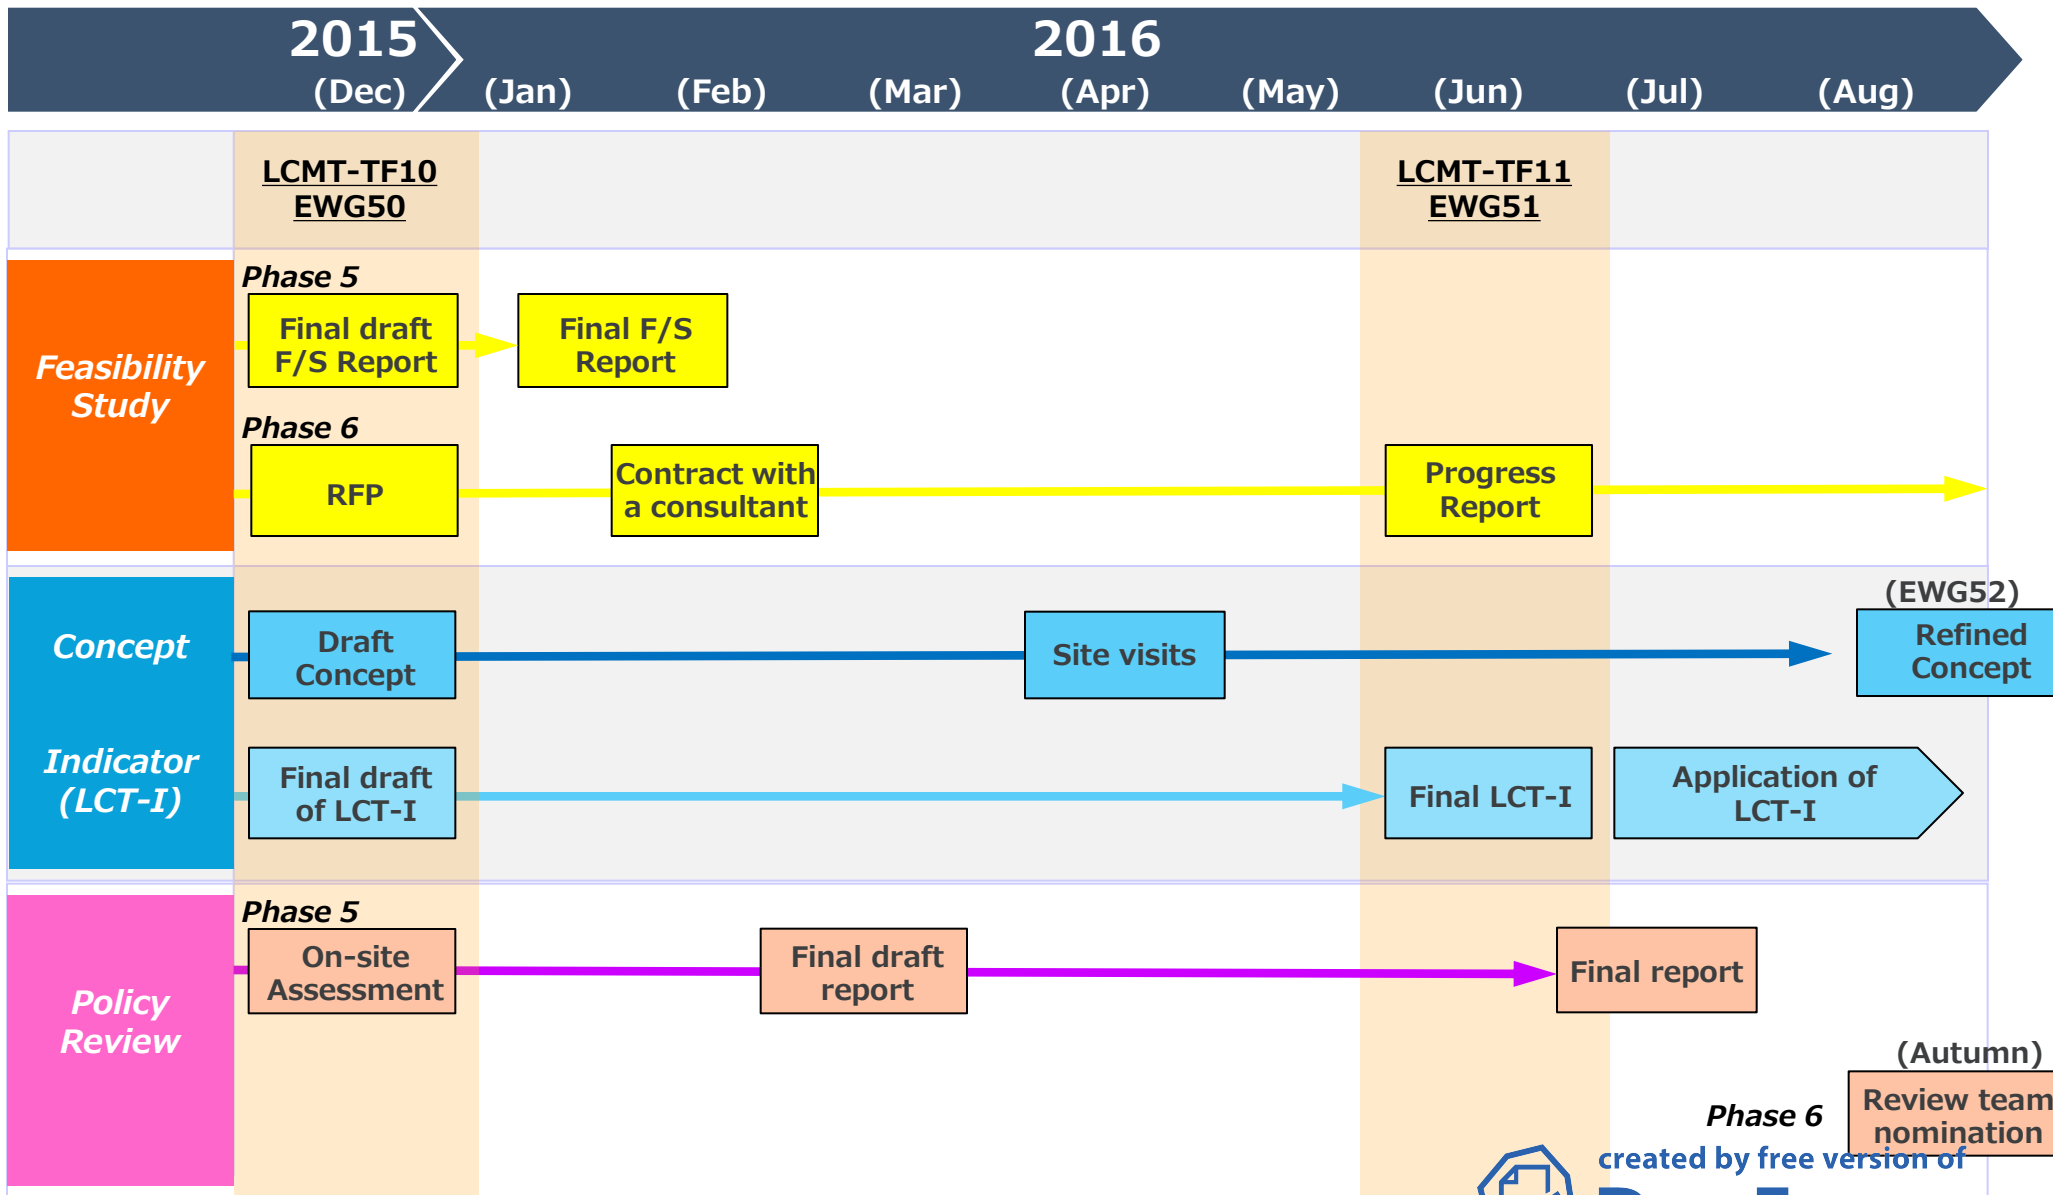 2015
2016
(Dec)
(Jan)
(Feb)
(Mar)
(Apr)
(May)
(Jun)
(Jul)
(Aug)
LCMT-TF10
EWG50
LCMT-TF11
EWG51
Feasibility
Study
Phase 5
Final draft
F/S Report
Final F/S
Report
Phase 6
RFP
Contract with
a consultant
Progress
Report
Concept
Draft
Concept
Site visits
(EWG52)
Refined
Concept
Indicator
(LCT-I)
Final draft
of LCT-I
Final LCT-I
Application of
LCT-I
Policy
Review
Phase 5
On-site
Assessment
Final draft
report
Final report
(Autumn)
Phase 6
Review team
nomination
created by free version of